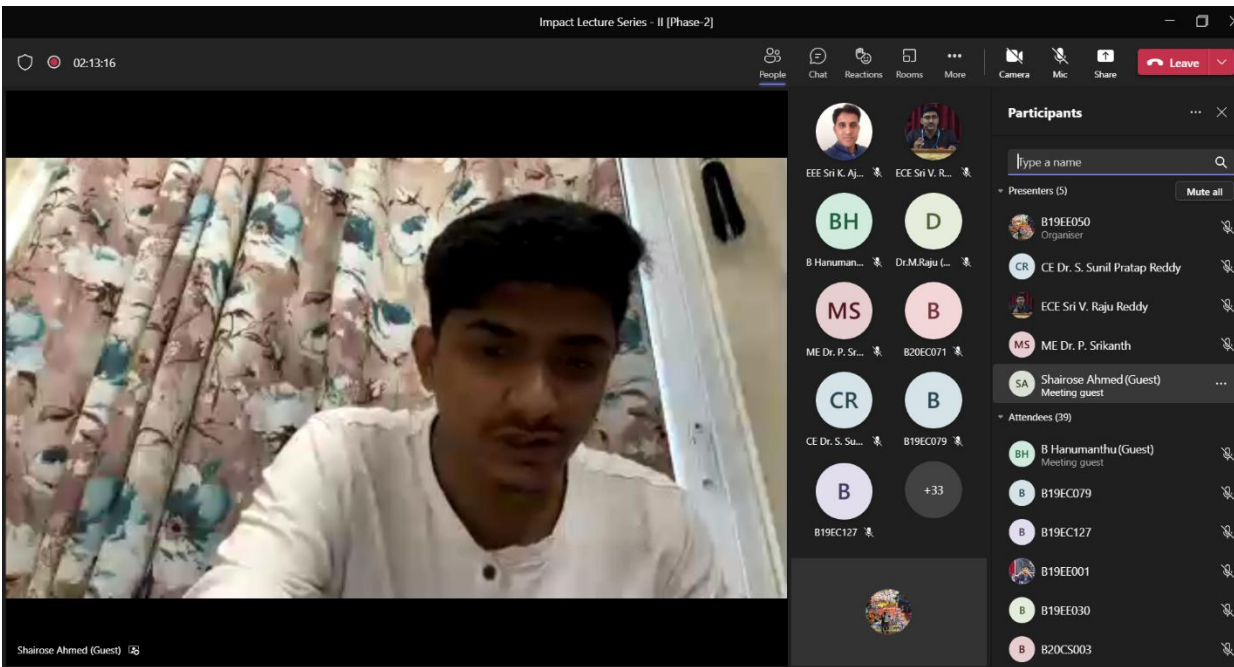 Impact Lecture Series - II [Phase-2]
02:13:16
People
Chat
Reactions
Rooms
More
Camera
Mic
Share
Leave
EEE Sri K. Aj...
ECE Sri V. R...
BH
D
B Hanuman...
Dr.M.Raju (...
MS
B
ME Dr. P. Sr...
B20EC071
CR
B
CE Dr. S. Su...
B19EC079
B
+33
B19EC127
Shairose Ahmed (Guest)
Participants
Type a name
Presenters (5)
Mute all
B19EE050
Organiser
CR
CE Dr. S. Sunil Pratap Reddy
ECE Sri V. Raju Reddy
MS
ME Dr. P. Srikanth
SA
Shairose Ahmed (Guest)
Meeting guest
Attendees (39)
BH
B Hanumanthu (Guest)
Meeting guest
B
B19EC079
B
B19EC127
B19EE001
B
B19EE030
B
B20CS003